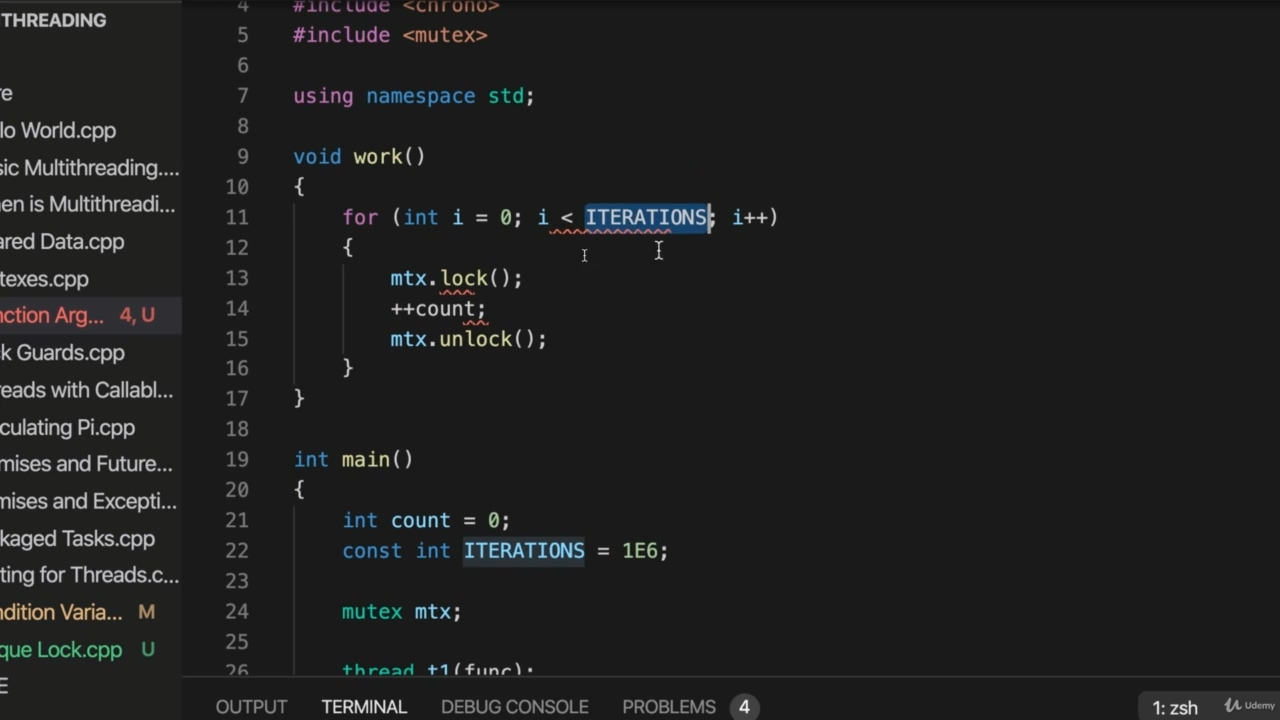 THREADING
re
lo World.cpp
sic Multithreading....
en is Multithreadi...
ared Data.cpp
texes.cpp
nction Arg... 4, U
k Guards.cpp
reads with Callabl...
culating Pi.cpp
mises and Future...
mises and Excepti...
kaged Tasks.cpp
ting for Threads.c...
ndition Varia... M
que Lock.cpp U
E
4 #include <chrono>
5 #include <mutex>
6
7 using namespace std;
8
9 void work()
10 {
11 for (int i = 0; i < ITERATIONS; i++)
12 {
13 mtx.lock();
14 ++count;
15 mtx.unlock();
16 }
17 }
18
19 int main()
20 {
21 int count = 0;
22 const int ITERATIONS = 1E6;
23
24 mutex mtx;
25
26 thread t1(func);
OUTPUT TERMINAL DEBUG CONSOLE PROBLEMS 4 1: zsh
Udemy